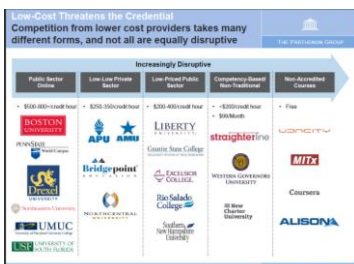 Low-Cost Threatens the Credential
Competition from lower cost providers takes many
different forms, and not all are equally disruptive
THE PARTHENON GROUP
Increasingly Disruptive
Public Sector
Online
Low-Low Private
Sector
Low-Priced Public
Sector
Competency-Based/
Non-Traditional
Non-Accredited
Courses
• $500-800+/credit hour
• $250-350/credit hour
• $200-400/credit hour
• <$200/credit hour
• $99/Month
• Free
BOSTON
UNIVERSITY
PENNSTATE
World Campus
Drexel
UNIVERSITY
Northeastern University
UMUC
USF UNIVERSITY OF
SOUTH FLORIDA
APU
AMU
Bridgepoint
EDUCATION
NORTHCENTRAL
UNIVERSITY
LIBERTY
UNIVERSITY
Granite State College
EXCELSIOR
COLLEGE
Rio Salado
College
Southern
New Hampshire
University
straighterline
WESTERN GOVERNORS
UNIVERSITY
New
Charter
University
UDACITY
MITx
Coursera
ALISON